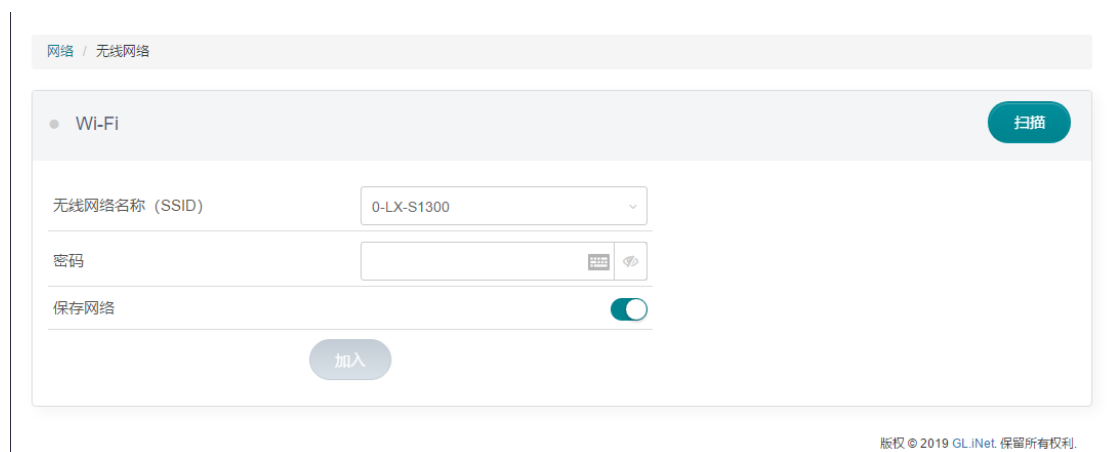 网络 / 无线网络
Wi-Fi
扫描
无线网络名称（SSID）
0-LX-S1300
密码
保存网络
加入
版权 © 2019 GL.iNet. 保留所有权利.